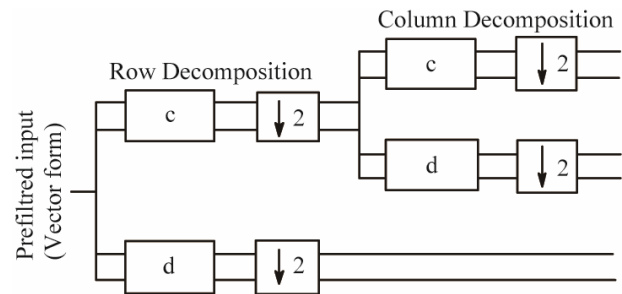 Column Decomposition
c
↓ 2
Row Decomposition
c
↓ 2
d
↓ 2
Prefiltred input
(Vector form)
d
↓ 2